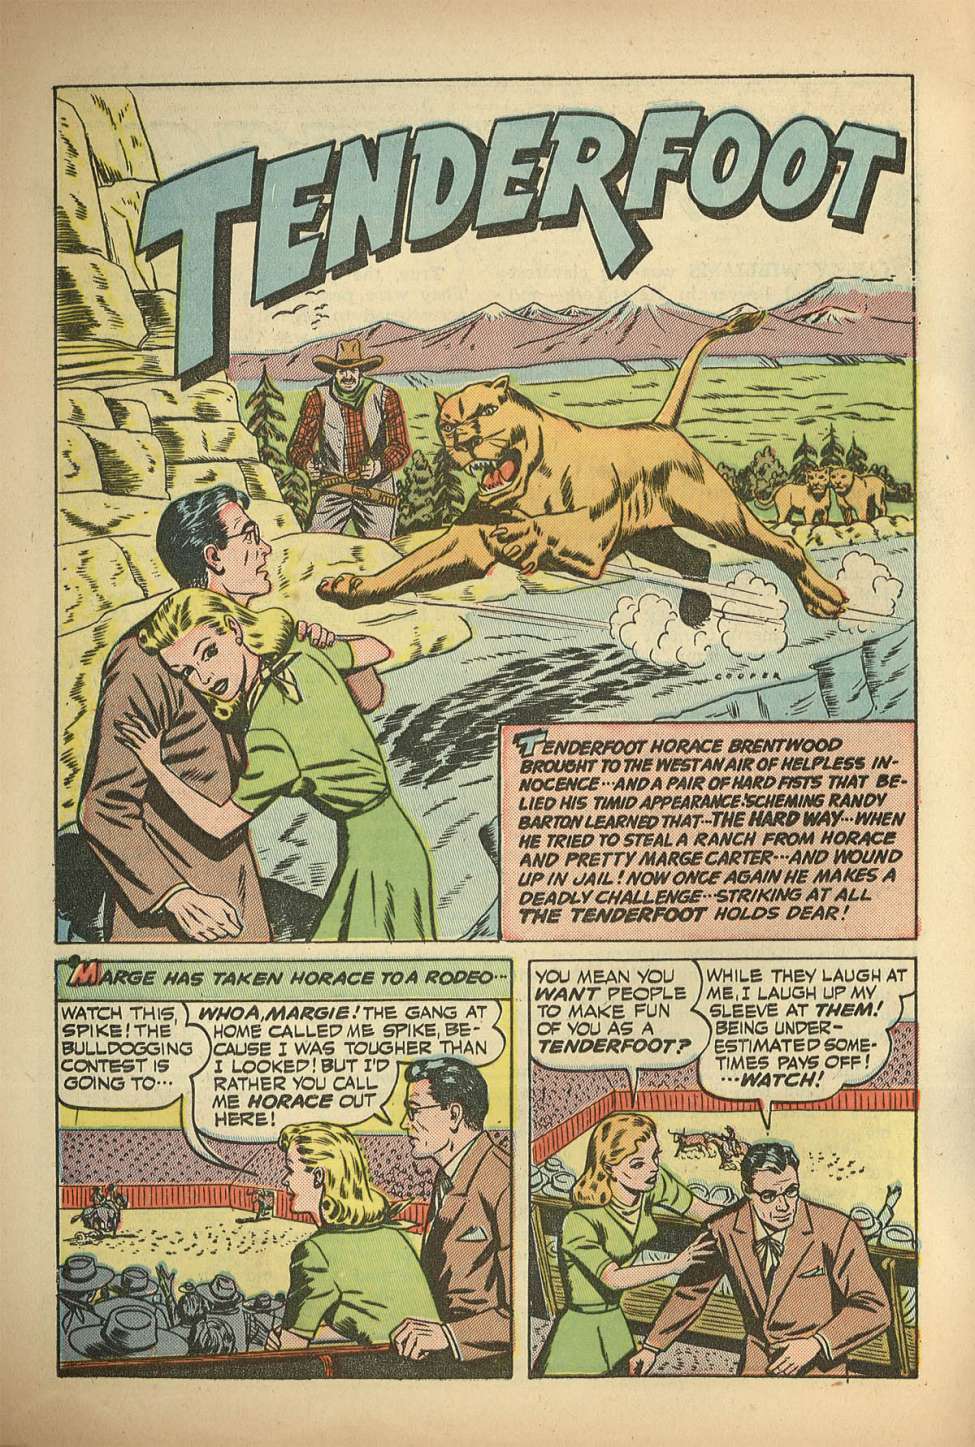 TENDERFOOT
COOPER
TENDERFOOT HORACE BRENTWOOD
BROUGHT TO THE WEST AN AIR OF HELPLESS IN-
NOCENCE...AND A PAIR OF HARD FISTS THAT BE-
LIED HIS TIMID APPEARANCE! SCHEMING RANDY
BARTON LEARNED THAT--THE HARD WAY...WHEN
HE TRIED TO STEAL A RANCH FROM HORACE
AND PRETTY MARGE CARTER...AND WOUND
UP IN JAIL! NOW ONCE AGAIN HE MAKES A
DEADLY CHALLENGE...STRIKING AT ALL
THE TENDERFOOT HOLDS DEAR!
MARGE HAS TAKEN HORACE TO A RODEO...
WATCH THIS,
SPIKE! THE
BULLDOGGING
CONTEST IS
GOING TO...
WHOA, MARGIE! THE GANG AT
HOME CALLED ME SPIKE, BE-
CAUSE I WAS TOUGHER THAN
I LOOKED! BUT I'D
RATHER YOU CALL
ME HORACE OUT
HERE!
YOU MEAN YOU
WANT PEOPLE
TO MAKE FUN
OF YOU AS A
TENDERFOOT?
WHILE THEY LAUGH AT
ME, I LAUGH UP MY
SLEEVE AT THEM!
BEING UNDER-
ESTIMATED SOME-
TIMES PAYS OFF!
...WATCH!